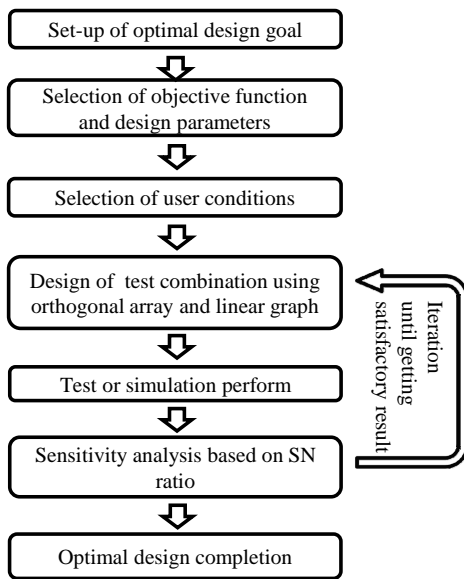 Set-up of optimal design goal
Selection of objective function
and design parameters
Selection of user conditions
Design of test combination using
orthogonal array and linear graph
Test or simulation perform
Sensitivity analysis based on SN
ratio
Optimal design completion
Iteration
until getting
satisfactory result